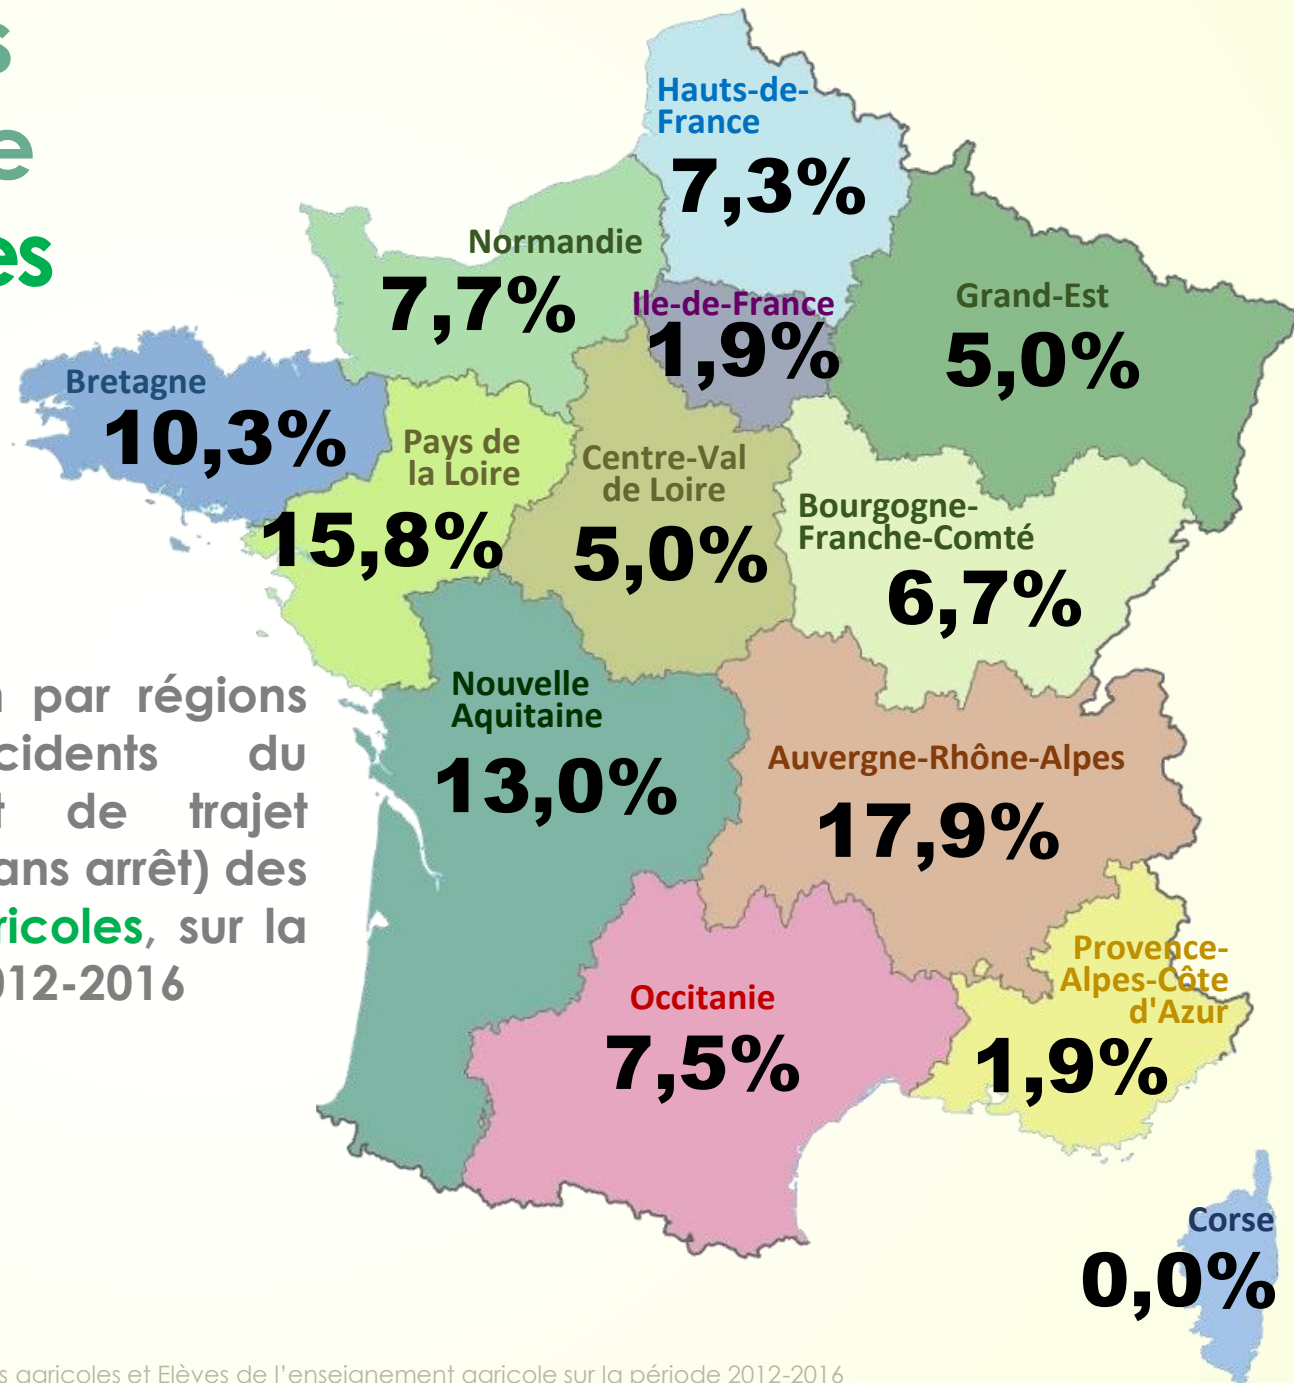 s
e
es
Hauts-de-
France
7,3%
Normandie
7,7%
Ile-de-France
1,9%
Grand-Est
5,0%
Bretagne
10,3%
Pays de
la Loire
15,8%
Centre-Val
de Loire
5,0%
Bourgogne-
Franche-Comté
6,7%
n par régions
cidents du
t de trajet
ans arrêt) des
ricoles, sur la
012-2016
Nouvelle
Aquitaine
13,0%
Auvergne-Rhône-Alpes
17,9%
Provence-
Alpes-Côte
d'Azur
1,9%
Occitanie
7,5%
Corse
0,0%
s agricoles et Elèves de l'enseignement agricole sur la période 2012-2016